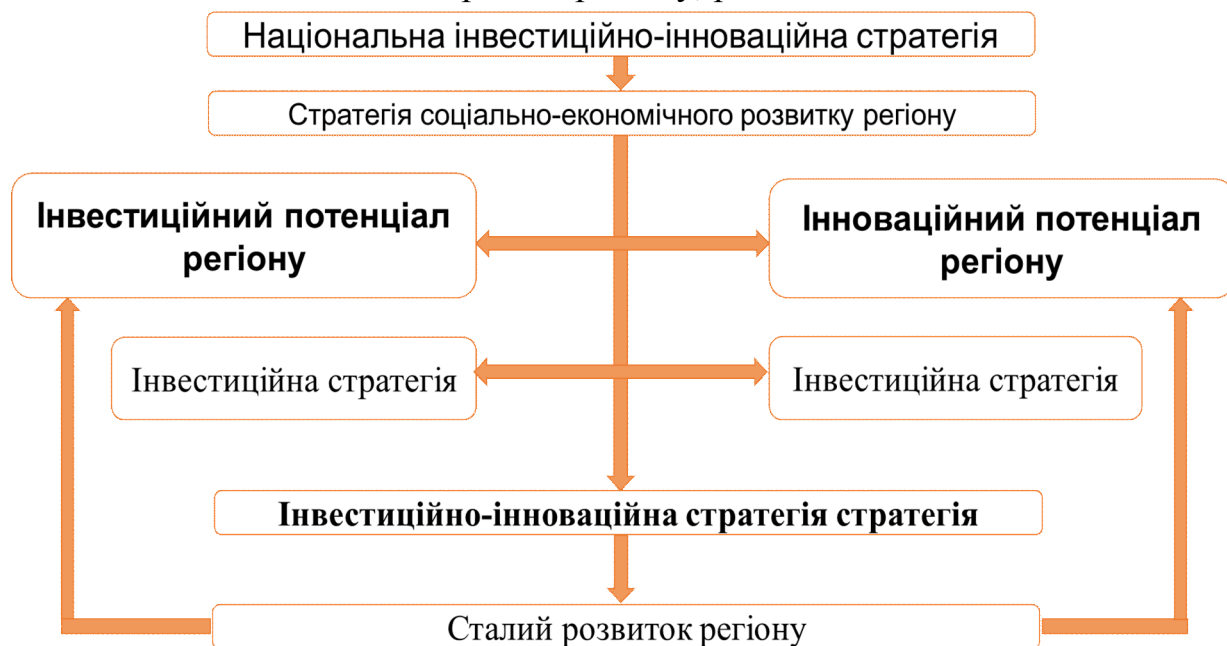 Національна інвестиційно-інноваційна стратегія
Стратегія соціально-економічного розвитку регіону
Інвестиційний потенціал
регіону
Інноваційний потенціал
регіону
Інвестиційна стратегія
Інвестиційна стратегія
Інвестиційно-інноваційна стратегія стратегія
Сталий розвиток регіону